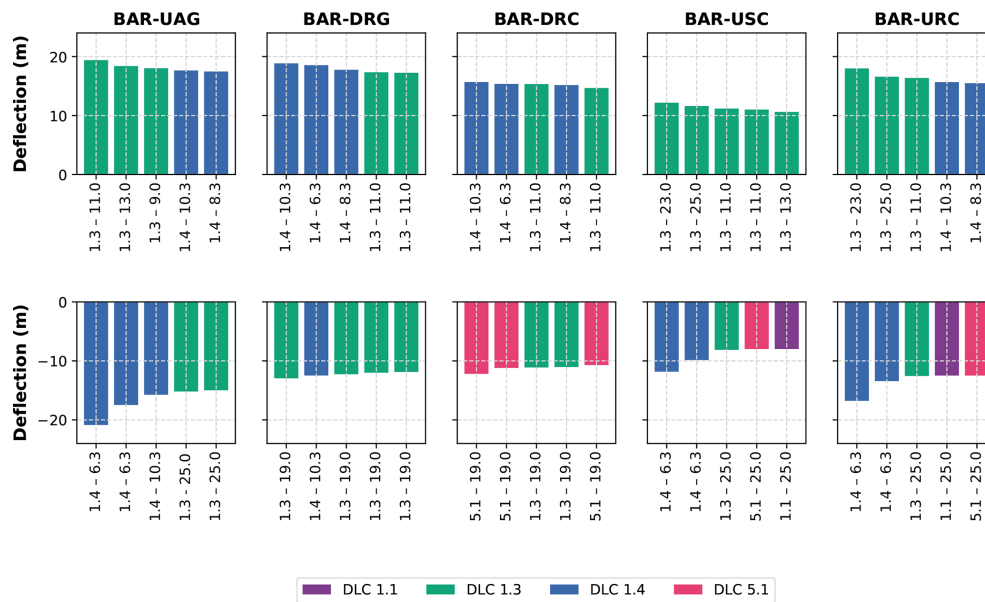 BAR-UAG BAR-DRG BAR-DRC BAR-USC BAR-URC
Deflection (m)
20
10
0
1.3 – 11.0 1.3 – 13.0 1.3 – 9.0 1.4 – 10.3 1.4 – 8.3
1.4 – 10.3 1.4 – 6.3 1.4 – 8.3 1.3 – 11.0 1.3 – 11.0
1.4 – 10.3 1.4 – 6.3 1.3 – 11.0 1.4 – 8.3 1.3 – 11.0
1.3 – 23.0 1.3 – 25.0 1.3 – 11.0 1.3 – 11.0 1.3 – 13.0
1.3 – 23.0 1.3 – 25.0 1.3 – 11.0 1.4 – 10.3 1.4 – 8.3
Deflection (m)
0
−10
−20
1.4 – 6.3 1.4 – 6.3 1.4 – 10.3 1.3 – 25.0 1.3 – 25.0
1.3 – 19.0 1.4 – 10.3 1.3 – 19.0 1.3 – 19.0 1.3 – 19.0
5.1 – 19.0 5.1 – 19.0 1.3 – 19.0 1.3 – 19.0 5.1 – 19.0
1.4 – 6.3 1.4 – 6.3 1.3 – 25.0 5.1 – 25.0 1.1 – 25.0
1.4 – 6.3 1.4 – 6.3 1.3 – 25.0 1.1 – 25.0 5.1 – 25.0
DLC 1.1 DLC 1.3 DLC 1.4 DLC 5.1